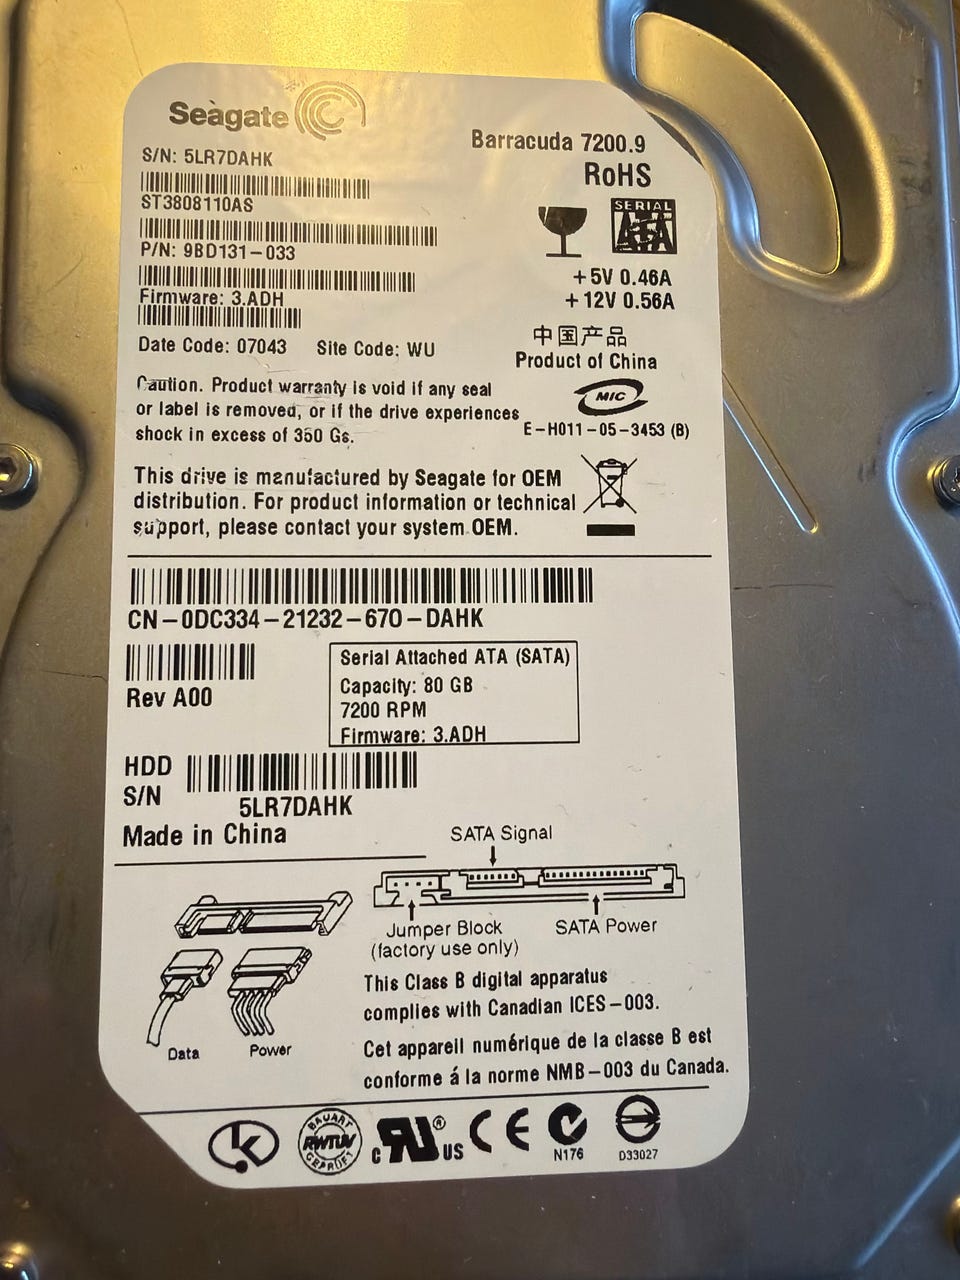 Seagate
Barracuda 7200.9
RoHS
S/N: 5LR7DAHK
ST3808110AS
SERIAL
ATA
P/N: 9BD131-033
+5V 0.46A
+12V 0.56A
Firmware: 3.ADH
中国产品
Product of China
Date Code: 07043 Site Code: WU
MIC
E-H011-05-3453 (B)
Caution. Product warranty is void if any seal
or label is removed, or if the drive experiences
shock in excess of 350 Gs.
This drive is manufactured by Seagate for OEM
distribution. For product information or technical
support, please contact your system OEM.
CN-0DC334-21232-670-DAHK
Rev A00
Serial Attached ATA (SATA)
Capacity: 80 GB
7200 RPM
Firmware: 3.ADH
HDD
S/N
5LR7DAHK
Made in China
SATA Signal
Jumper Block
(factory use only)
SATA Power
Data
Power
This Class B digital apparatus
complies with Canadian ICES-003.
Cet appareil numérique de la classe B est
conforme á la norme NMB-003 du Canada.
BAUART
RWTÜV
GEPRÜFT
c RU ® US
CE
N176
D33027